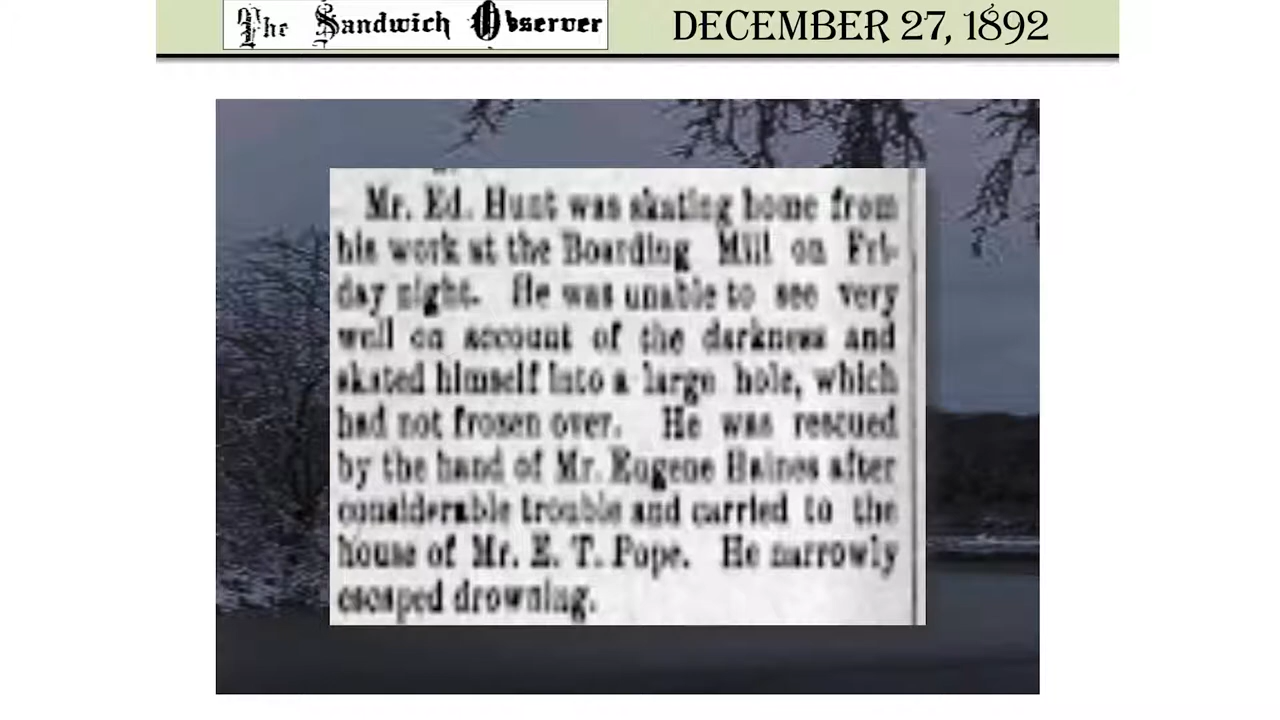 The Sandwich Observer
DECEMBER 27, 1892
Mr. Ed. Hunt was skating home from
his work at the Boarding Mill on Fri-
day night. He was unable to see very
well on account of the darkness and
skated himself into a large hole, which
had not frozen over. He was rescued
by the hand of Mr. Eugene Haines after
considerable trouble and carried to the
house of Mr. E. T. Pope. He narrowly
escaped drowning.